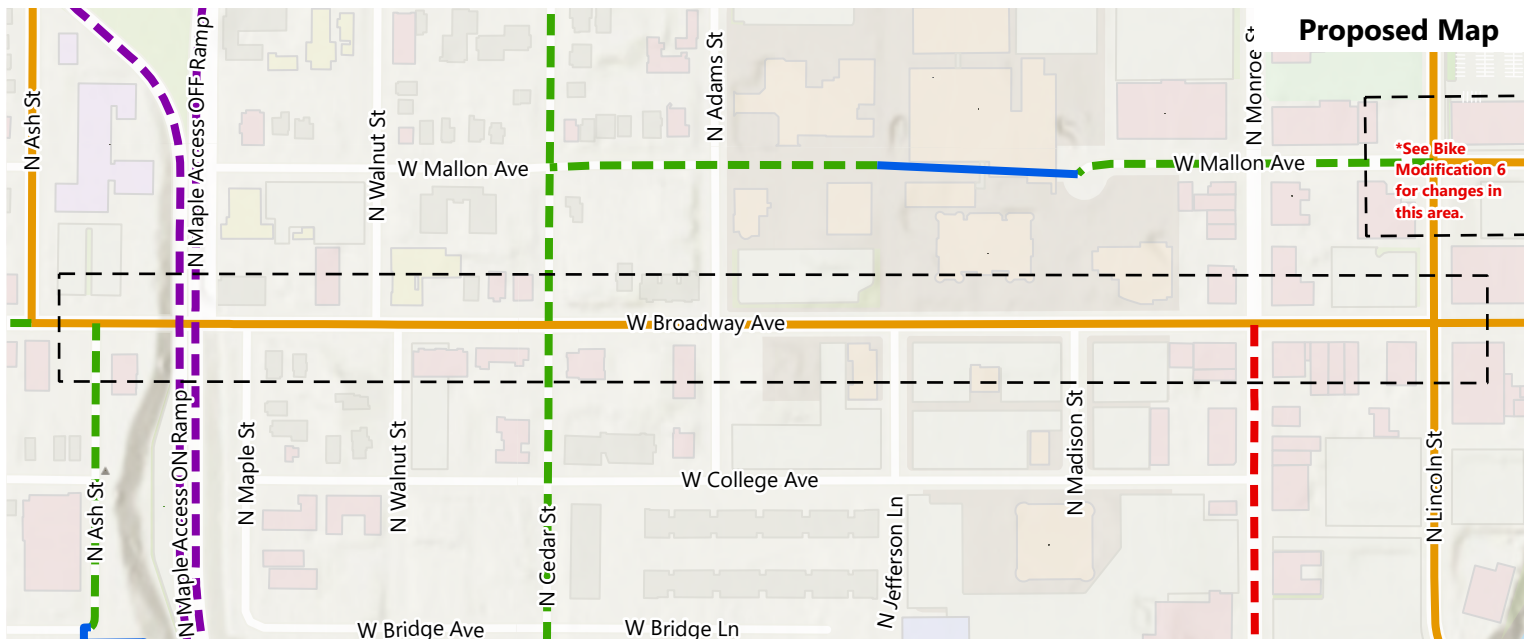 Proposed Map
N Ash St
N Maple Access OFF Ramp
N Walnut St
N Adams St
N Monroe St
W Mallon Ave
W Mallon Ave
*See Bike
Modification 6
for changes in
this area.
W Broadway Ave
N Ash St
N Maple Access ON Ramp
N Maple St
N Walnut St
N Cedar St
W College Ave
N Jefferson Ln
N Madison St
N Lincoln St
W Bridge Ave
W Bridge Ln